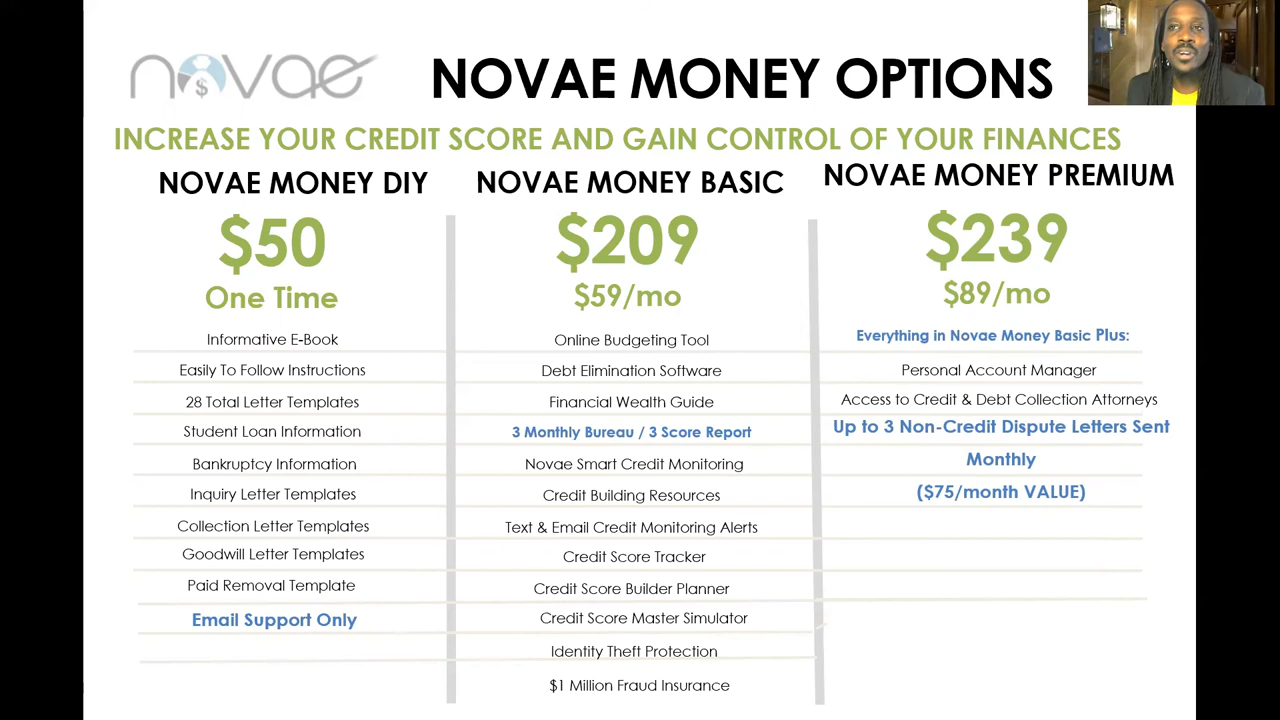 novae
$
NOVAE MONEY OPTIONS
INCREASE YOUR CREDIT SCORE AND GAIN CONTROL OF YOUR FINANCES
NOVAE MONEY DIY
$50
One Time
Informative E-Book
Easily To Follow Instructions
28 Total Letter Templates
Student Loan Information
Bankruptcy Information
Inquiry Letter Templates
Collection Letter Templates
Goodwill Letter Templates
Paid Removal Template
Email Support Only
NOVAE MONEY BASIC
$209
$59/mo
Online Budgeting Tool
Debt Elimination Software
Financial Wealth Guide
3 Monthly Bureau / 3 Score Report
Novae Smart Credit Monitoring
Credit Building Resources
Text & Email Credit Monitoring Alerts
Credit Score Tracker
Credit Score Builder Planner
Credit Score Master Simulator
Identity Theft Protection
$1 Million Fraud Insurance
NOVAE MONEY PREMIUM
$239
$89/mo
Everything in Novae Money Basic Plus:
Personal Account Manager
Access to Credit & Debt Collection Attorneys
Up to 3 Non-Credit Dispute Letters Sent
Monthly
($75/month VALUE)